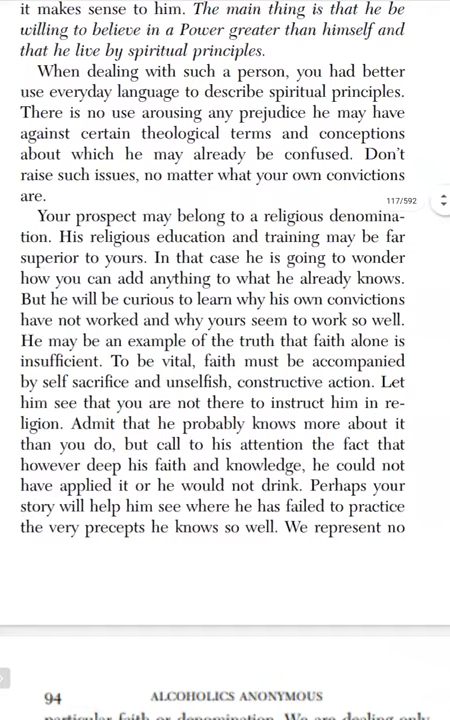 it makes sense to him. The main thing is that he be
willing to believe in a Power greater than himself and
that he live by spiritual principles.
When dealing with such a person, you had better
use everyday language to describe spiritual principles.
There is no use arousing any prejudice he may have
against certain theological terms and conceptions
about which he may already be confused. Don't
raise such issues, no matter what your own convictions
are.
117/592
Your prospect may belong to a religious denomina-
tion. His religious education and training may be far
superior to yours. In that case he is going to wonder
how you can add anything to what he already knows.
But he will be curious to learn why his own convictions
have not worked and why yours seem to work so well.
He may be an example of the truth that faith alone is
insufficient. To be vital, faith must be accompanied
by self sacrifice and unselfish, constructive action. Let
him see that you are not there to instruct him in re-
ligion. Admit that he probably knows more about it
than you do, but call to his attention the fact that
however deep his faith and knowledge, he could not
have applied it or he would not drink. Perhaps your
story will help him see where he has failed to practice
the very precepts he knows so well. We represent no
94 ALCOHOLICS ANONYMOUS
particular faith or denomination. We are dealing only